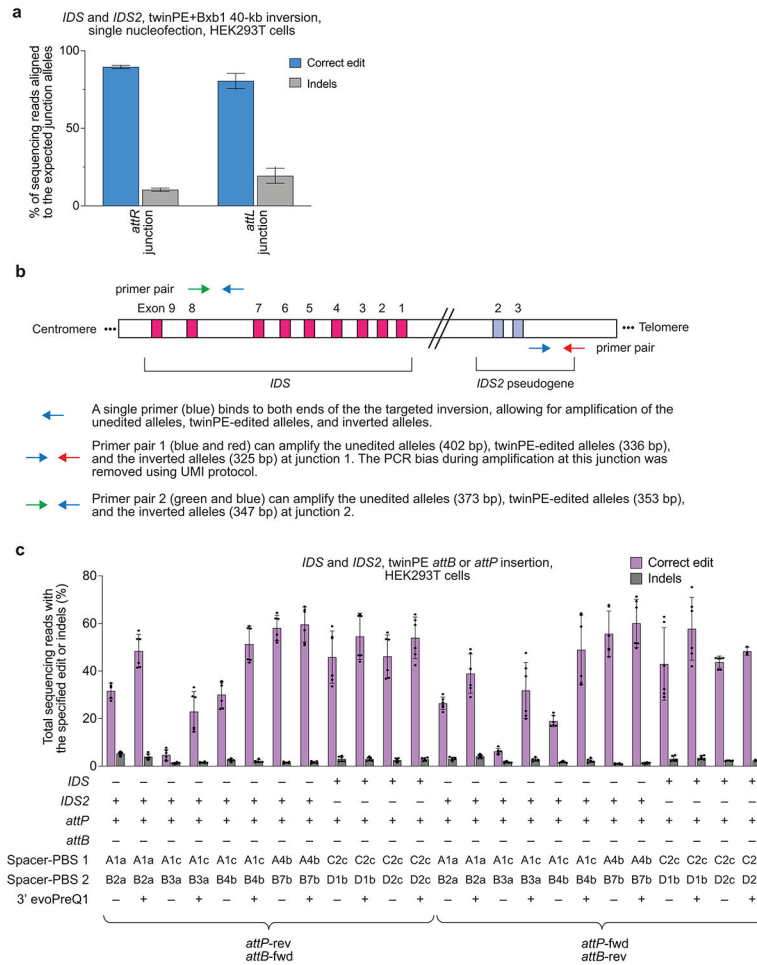 a
IDS and IDS2, twinPE+Bxb1 40-kb inversion,
single nucleofection, HEK293T cells
% of sequencing reads aligned
to the expected junction alleles
100
50
0
Correct edit
Indels
attR
junction
attL
junction
b
primer pair
Exon 9 8 7 6 5 4 3 2 1 2 3
Centromere ••• ••• Telomere
primer pair
IDS
IDS2 pseudogene
A single primer (blue) binds to both ends of the the targeted inversion, allowing for amplification of the
unedited alleles, twinPE-edited alleles, and inverted alleles.
Primer pair 1 (blue and red) can amplify the unedited alleles (402 bp), twinPE-edited alleles (336 bp),
and the inverted alleles (325 bp) at junction 1. The PCR bias during amplification at this junction was
removed using UMI protocol.
Primer pair 2 (green and blue) can amplify the unedited alleles (373 bp), twinPE-edited alleles (353 bp),
and the inverted alleles (347 bp) at junction 2.
c
IDS and IDS2, twinPE attB or attP insertion,
HEK293T cells
Correct edit
Indels
Total sequencing reads with
the specified edit or indels (%)
80
60
40
20
0
IDS – – – – – – – – + + + + – – – – – – – – + + + +
IDS2 + + + + + + + + – – – – + + + + + + + + – – – –
attP + + + + + + + + + + + + + + + + + + + + + + + +
attB – – – – – – – – – – – – – – – – – – – – – – – –
Spacer-PBS 1 A1a A1a A1c A1c A1c A1c A4b A4b C2c C2c C2c C2c A1a A1a A1c A1c A1c A1c A4b A4b C2c C2c C2c C2
Spacer-PBS 2 B2a B2a B3a B3a B4b B4b B7b B7b D1b D1b D2c D2c B2a B2a B3a B3a B4b B4b B7b B7b D1b D1b D2c D2
3' evoPreQ1 – + – + – + – + – + – + – + – + – + – + – + – +
attP-rev
attB-fwd
attP-fwd
attB-rev